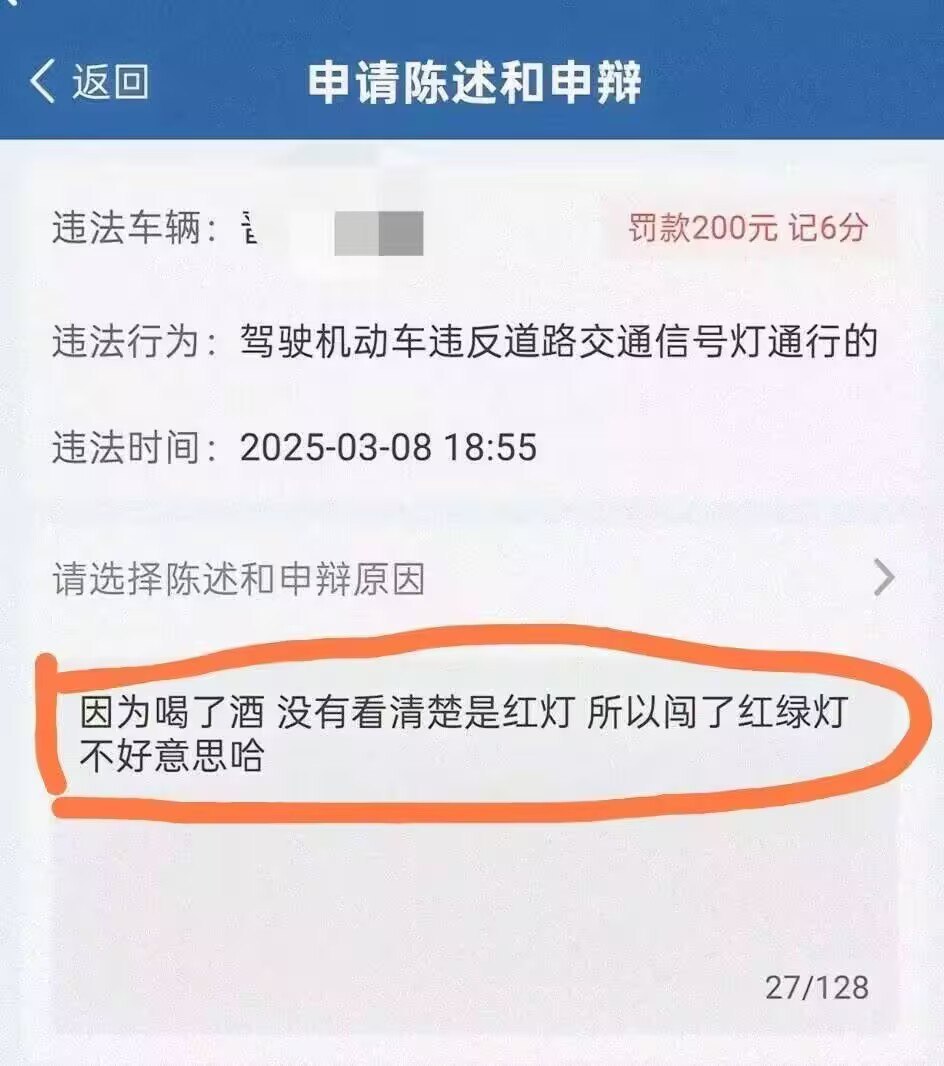 返回
申请陈述和申辩
违法车辆：
罚款200元 记6分
违法行为：驾驶机动车违反道路交通信号灯通行的
违法时间：2025-03-08 18:55
请选择陈述和申辩原因
因为喝了酒 没有看清楚是红灯 所以闯了红绿灯
不好意思哈
27/128